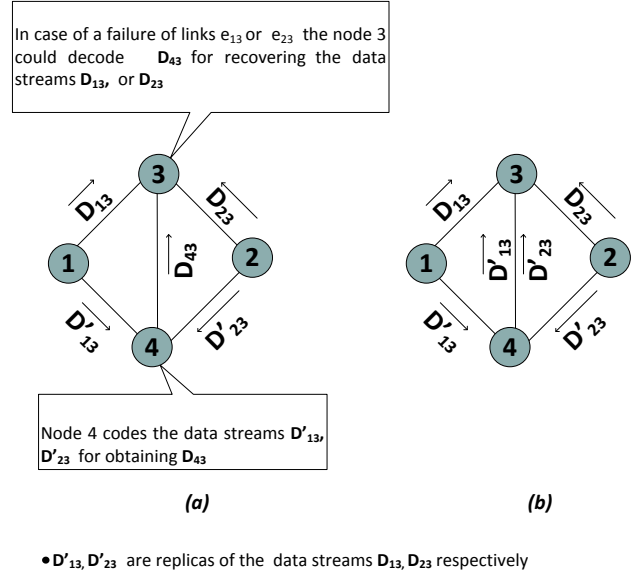 In case of a failure of links e13 or e23 the node 3
could decode D43 for recovering the data
streams D13, or D23
3
D13
D23
1
D43
2
D'13
D'23
4
Node 4 codes the data streams D'13,
D'23 for obtaining D43
(a)
3
D13
D23
1
D'13
D'23
2
D'13
D'23
4
(b)
• D'13, D'23 are replicas of the data streams D13, D23 respectively